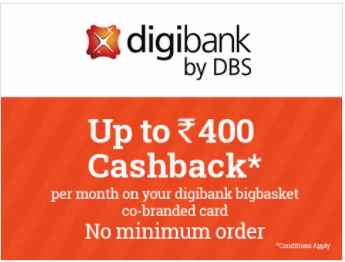 digibank
by DBS
Up to ₹400
Cashback*
per month on your digibank bigbasket
co-branded card
No minimum order
*Conditions Apply